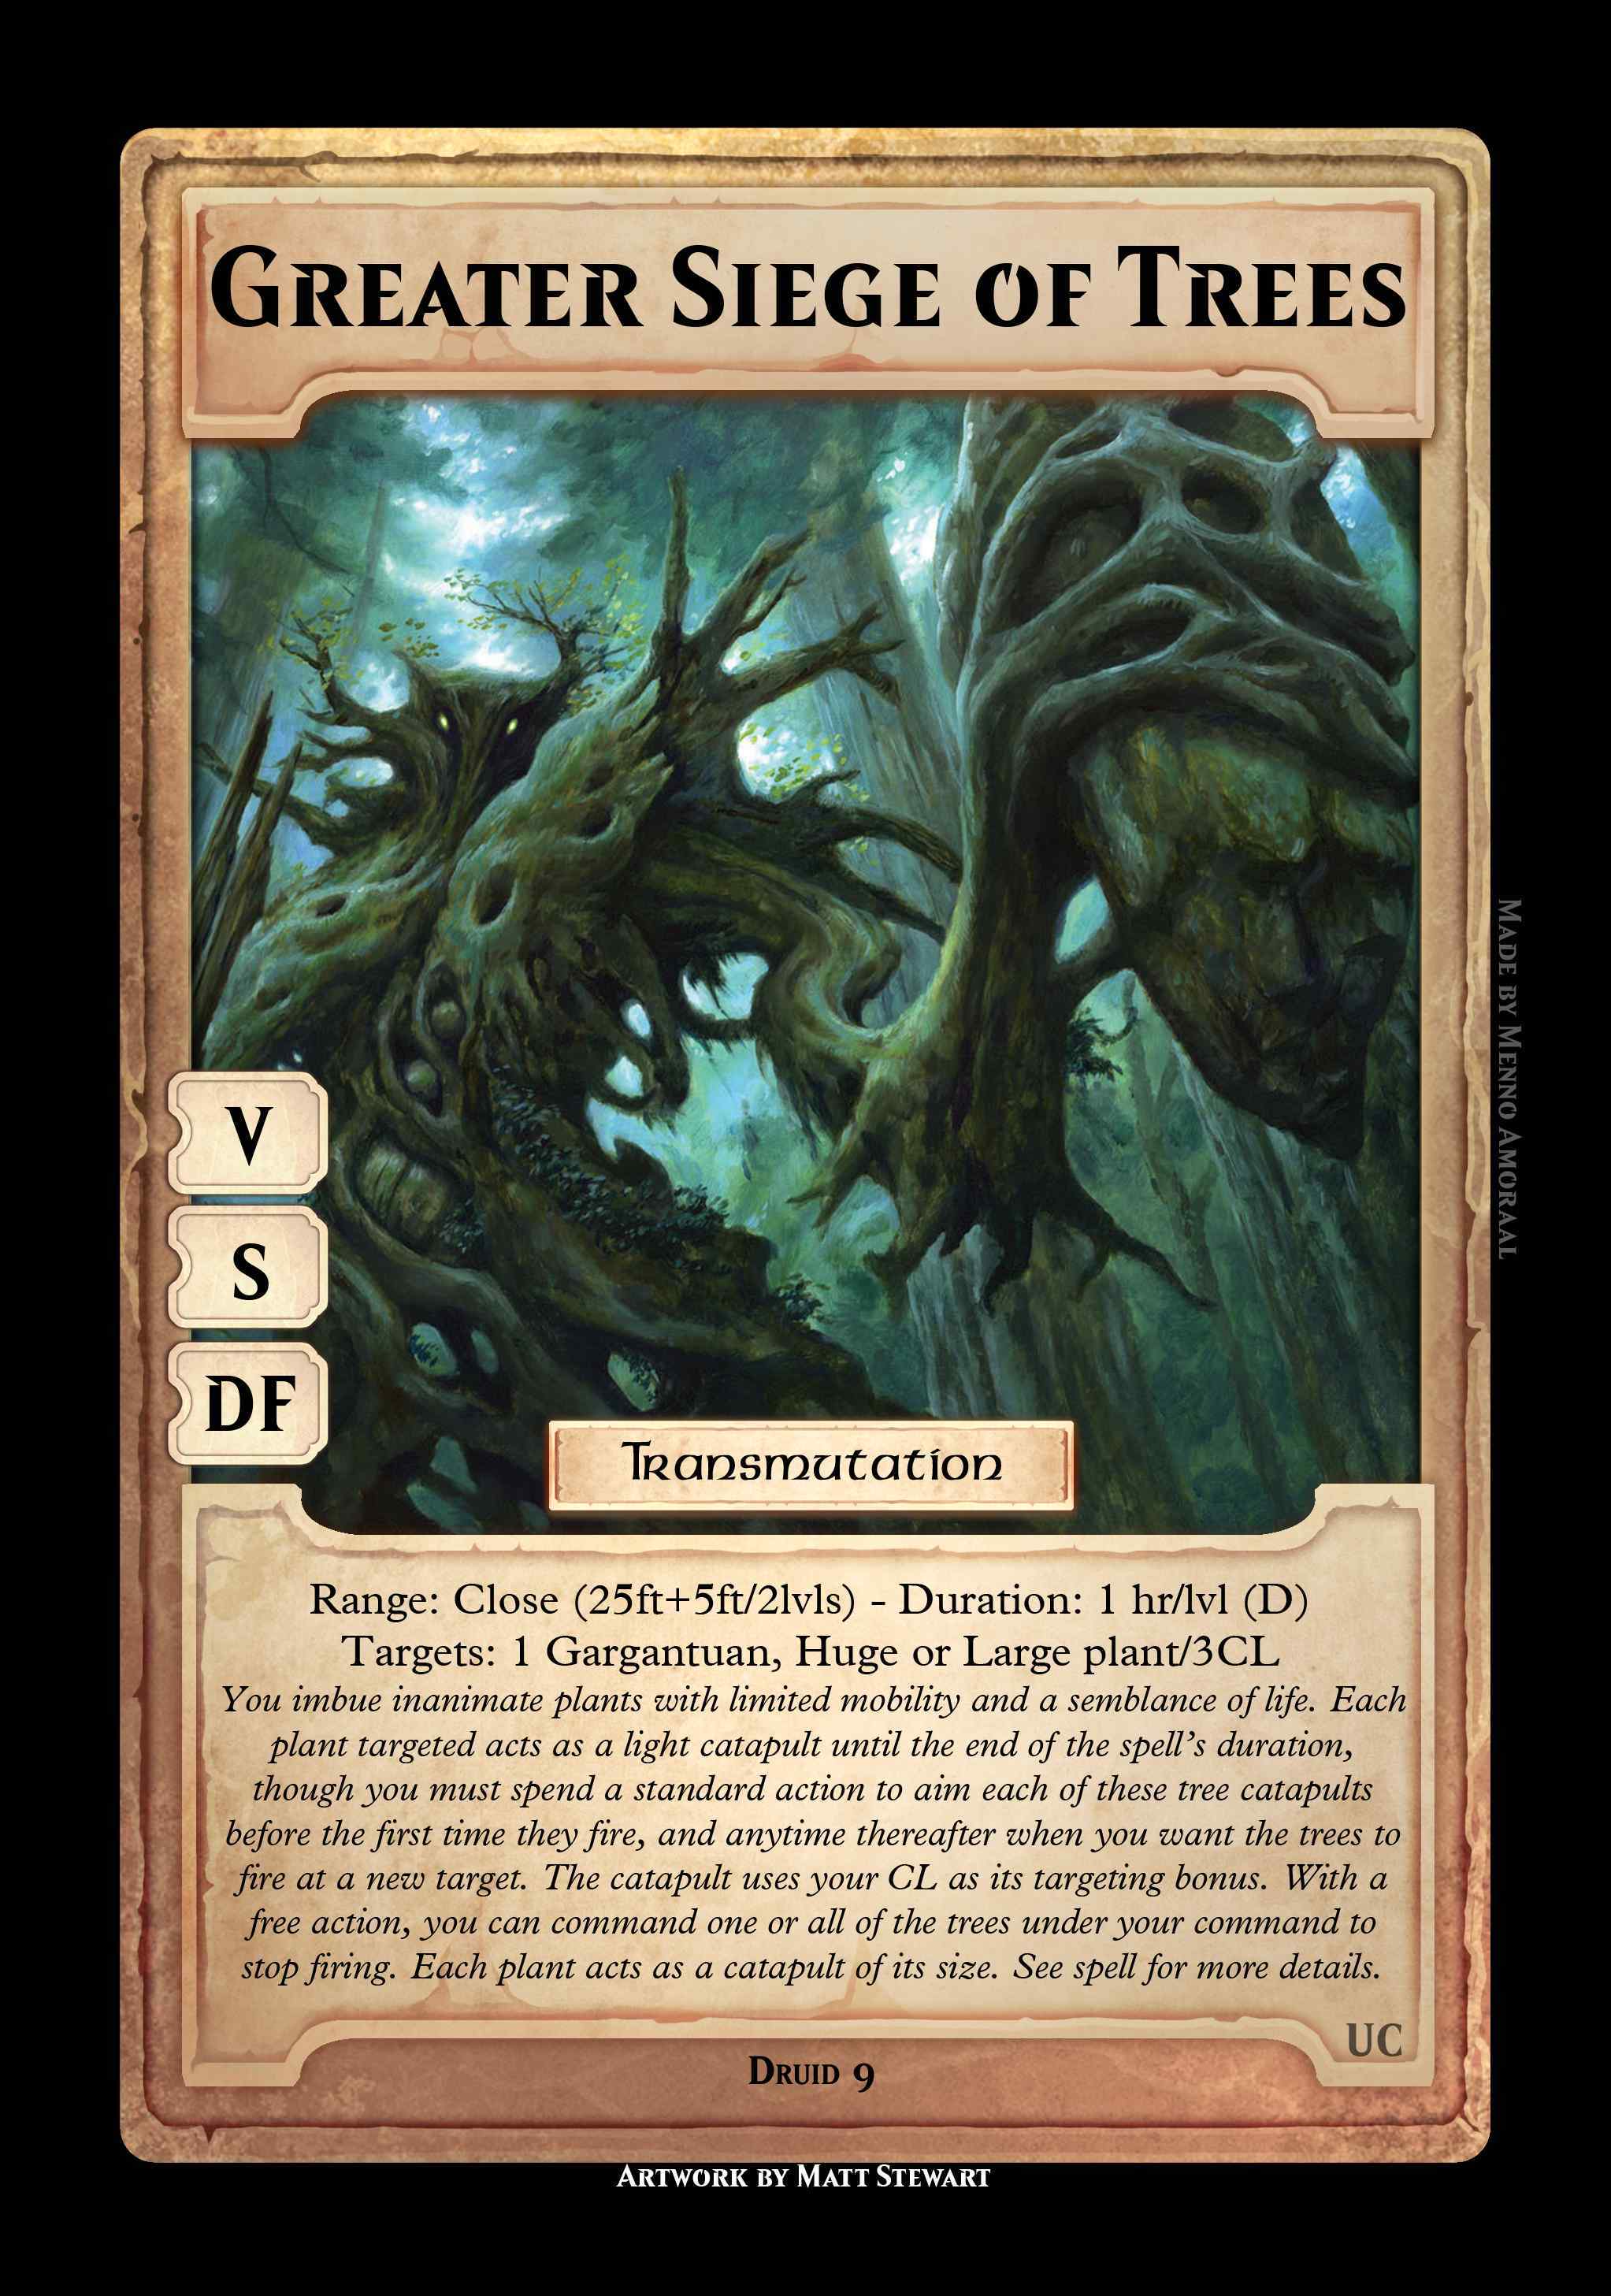 Greater Siege of Trees
V
S
DF
Transmutation
Range: Close (25ft+5ft/2lvls) - Duration: 1 hr/lvl (D)
Targets: 1 Gargantuan, Huge or Large plant/3CL
You imbue inanimate plants with limited mobility and a semblance of life. Each
plant targeted acts as a light catapult until the end of the spell's duration,
though you must spend a standard action to aim each of these tree catapults
before the first time they fire, and anytime thereafter when you want the trees to
fire at a new target. The catapult uses your CL as its targeting bonus. With a
free action, you can command one or all of the trees under your command to
stop firing. Each plant acts as a catapult of its size. See spell for more details.
UC
Druid 9
Artwork by Matt Stewart
Made by Menno Amoraal